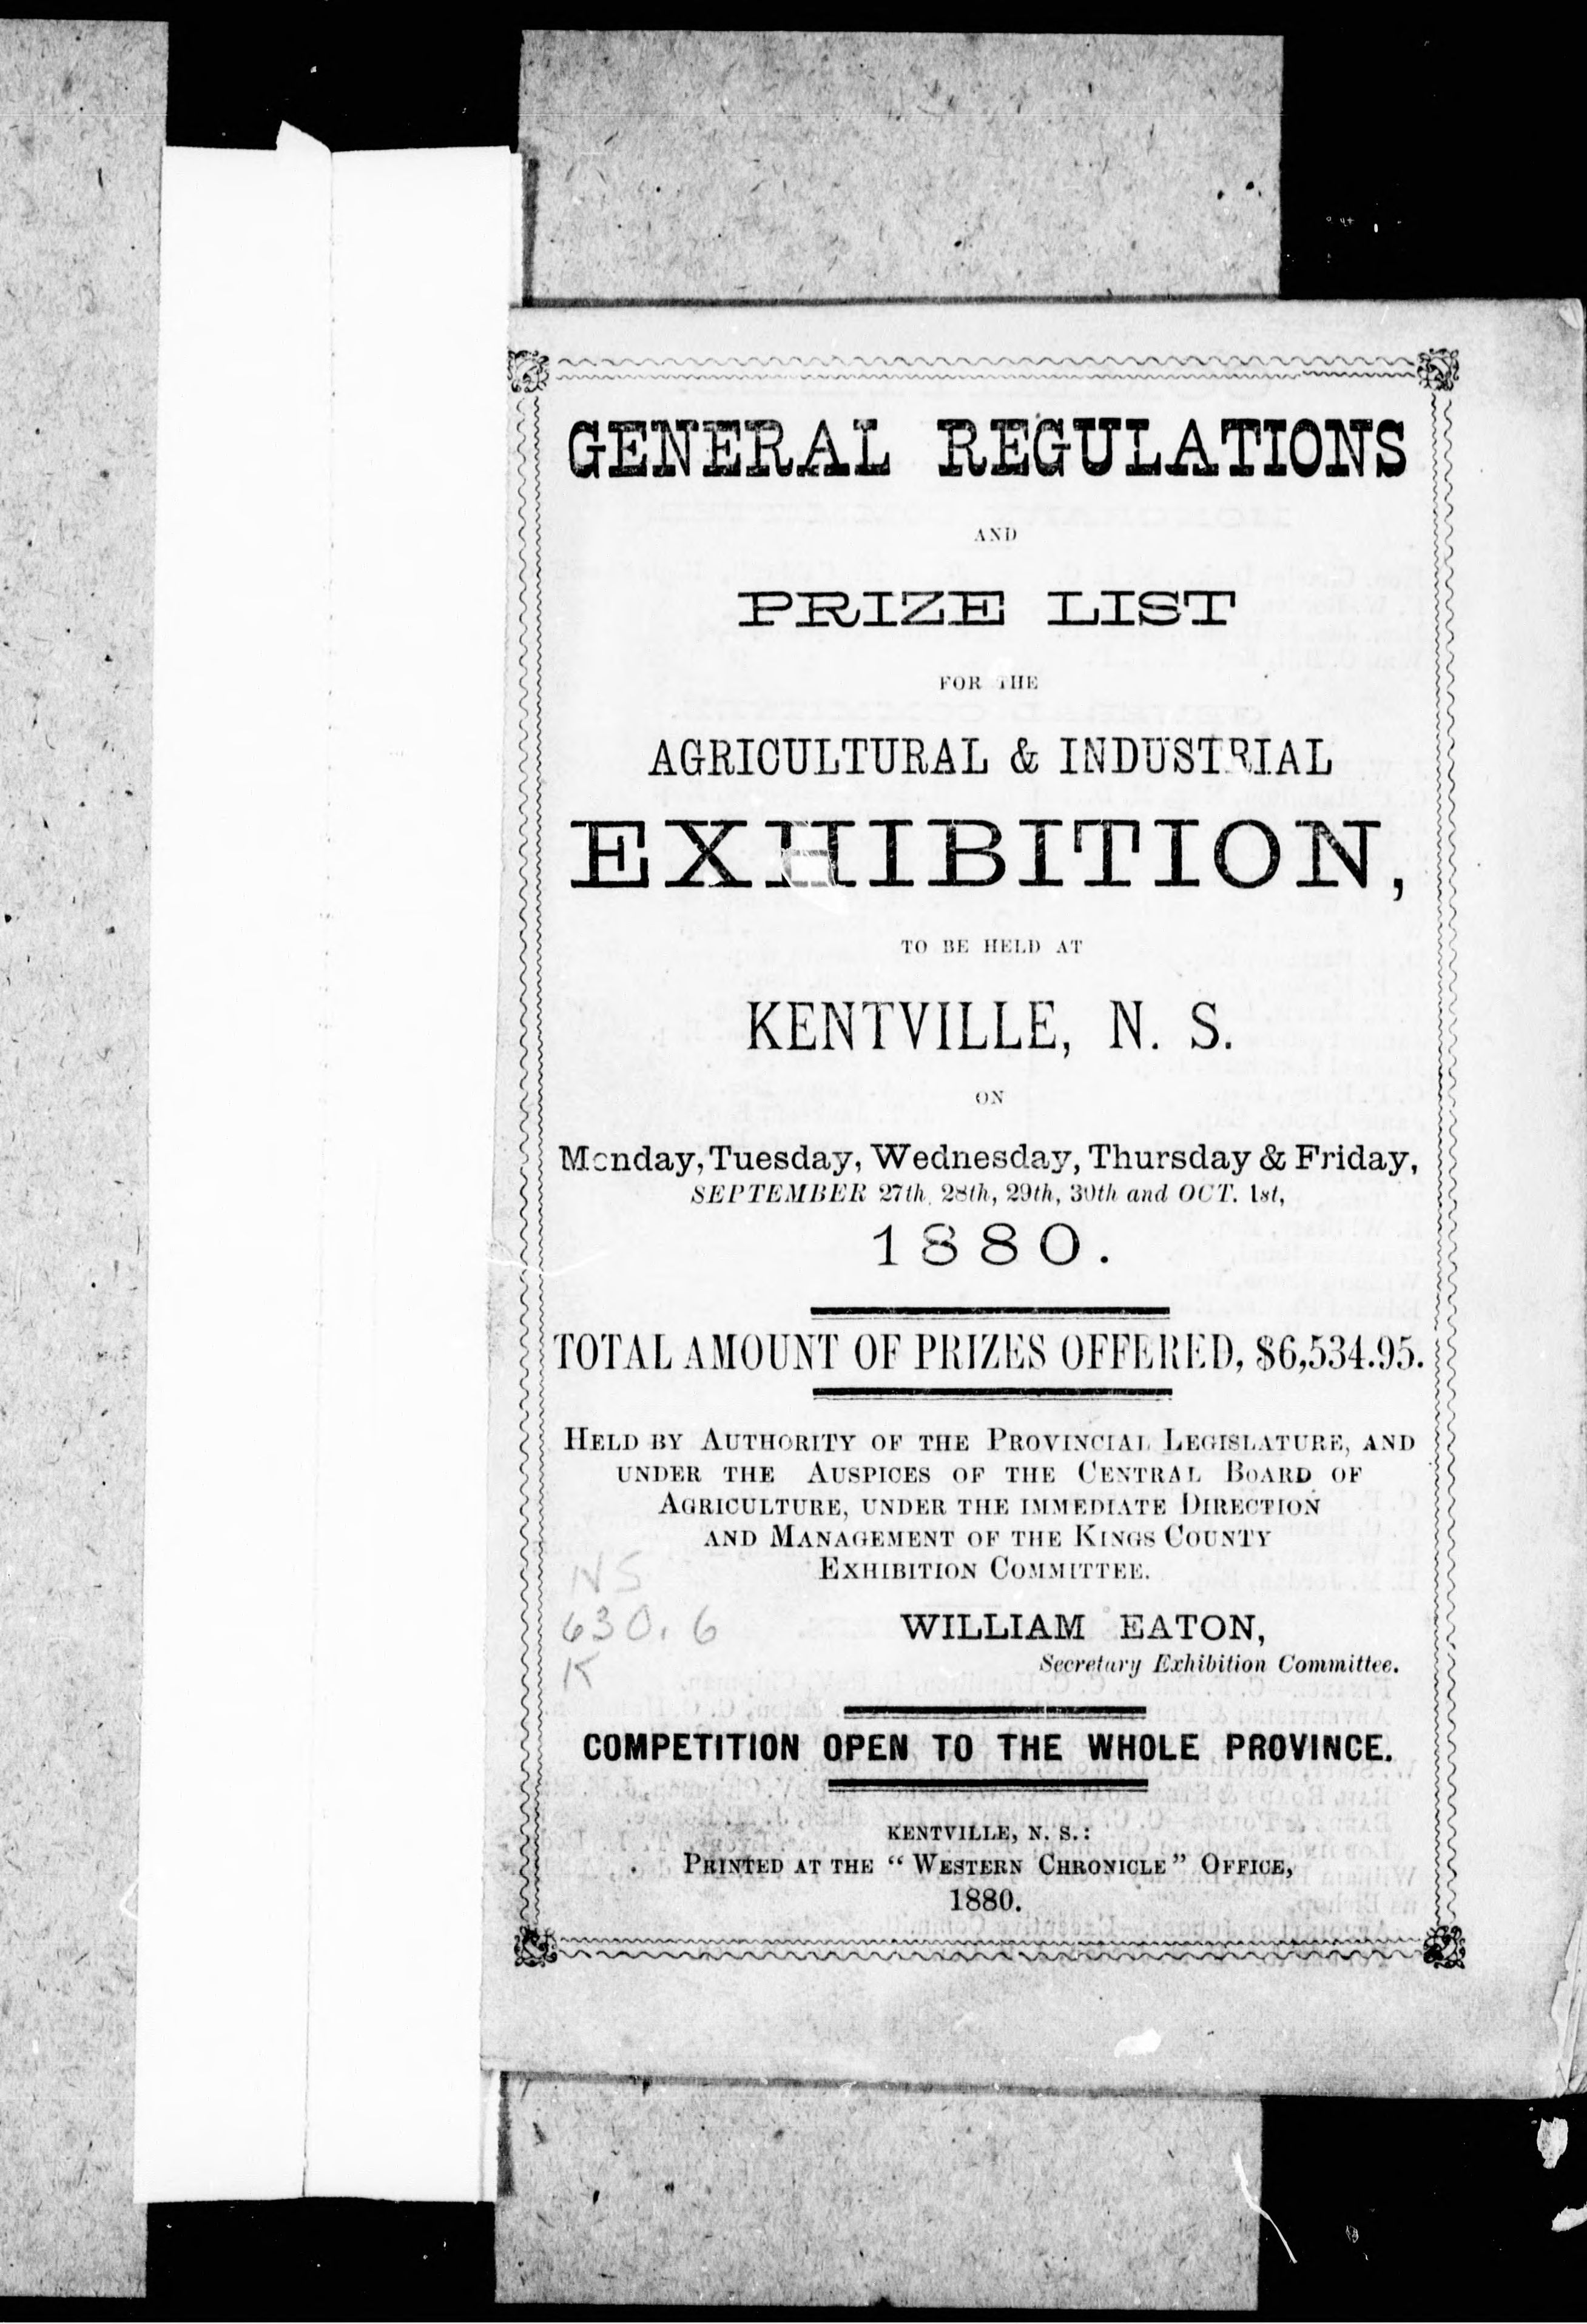 GENERAL REGULATIONS
AND
PRIZE LIST
FOR THE
AGRICULTURAL & INDUSTRIAL
EXHIBITION,
TO BE HELD AT
KENTVILLE, N. S.
ON
Monday, Tuesday, Wednesday, Thursday & Friday,
SEPTEMBER 27th, 28th, 29th, 30th and OCT. 1st,
1880.
TOTAL AMOUNT OF PRIZES OFFERED, $6,534.95.
HELD BY AUTHORITY OF THE PROVINCIAL LEGISLATURE, AND
UNDER THE AUSPICES OF THE CENTRAL BOARD OF
AGRICULTURE, UNDER THE IMMEDIATE DIRECTION
AND MANAGEMENT OF THE KINGS COUNTY
EXHIBITION COMMITTEE.
NS
630.6
K
WILLIAM EATON,
Secretary Exhibition Committee.
COMPETITION OPEN TO THE WHOLE PROVINCE.
KENTVILLE, N. S.:
PRINTED AT THE "WESTERN CHRONICLE" OFFICE,
1880.